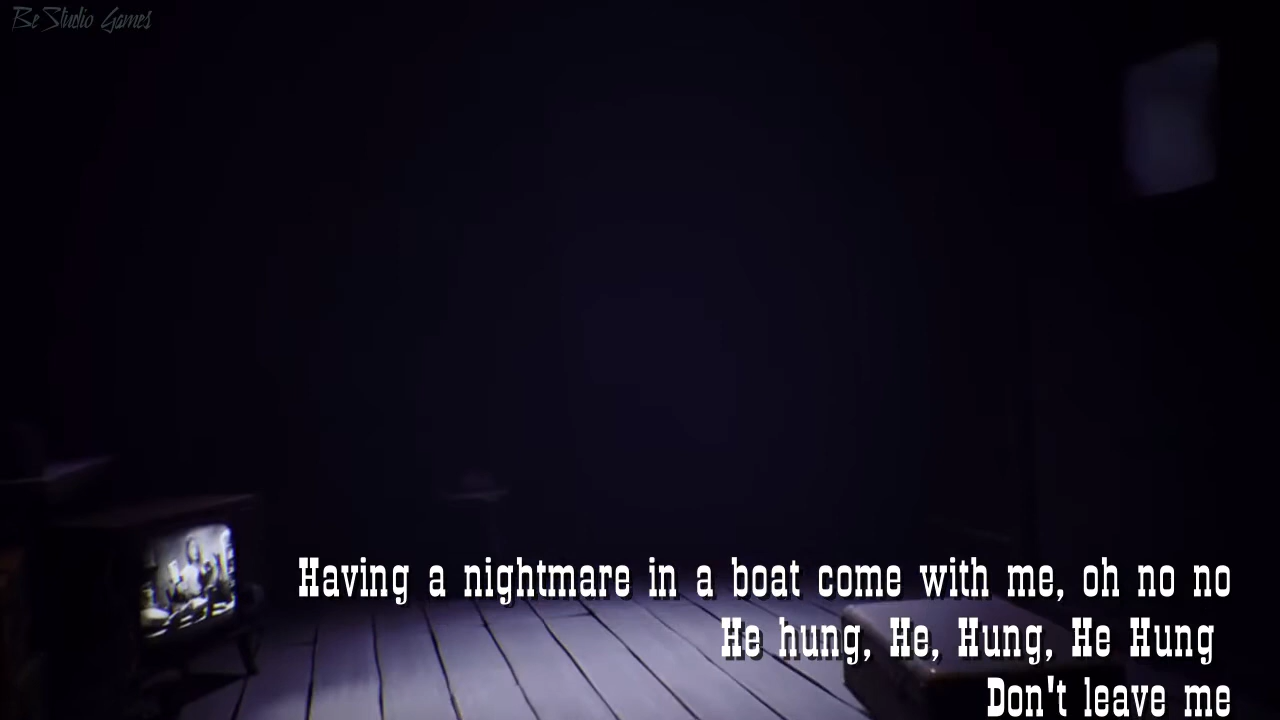 Be Studio Games
Having a nightmare in a boat come with me, oh no no
He hung, He, Hung, He Hung
Don't leave me